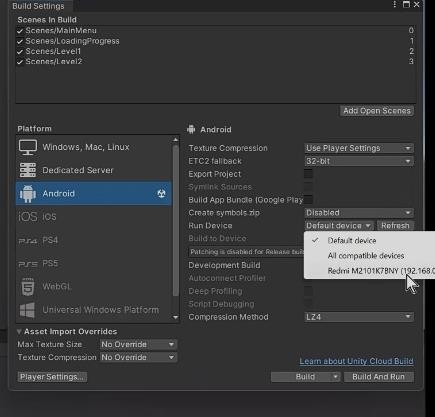 Build Settings
Scenes In Build
Scenes/MainMenu 0
Scenes/LoadingProgress 1
Scenes/Level1 2
Scenes/Level2 3
Add Open Scenes
Platform
Windows, Mac, Linux
Dedicated Server
Android
iOS iOS
PS4 PS4
PS5 PS5
WebGL
Universal Windows Platform
Android
Texture Compression Use Player Settings
ETC2 fallback 32-bit
Export Project
Symlink Sources
Build App Bundle (Google Play
Create symbols.zip Disabled
Run Device Default device Refresh
Build to Device
Default device
All compatible devices
Redmi M2101K7BNY (192.168.0
Patching is disabled for Release buil
Development Build
Autoconnect Profiler
Deep Profiling
Script Debugging
Compression Method LZ4
Asset Import Overrides
Max Texture Size No Override
Texture Compression No Override
Learn about Unity Cloud Build
Player Settings...
Build
Build And Run